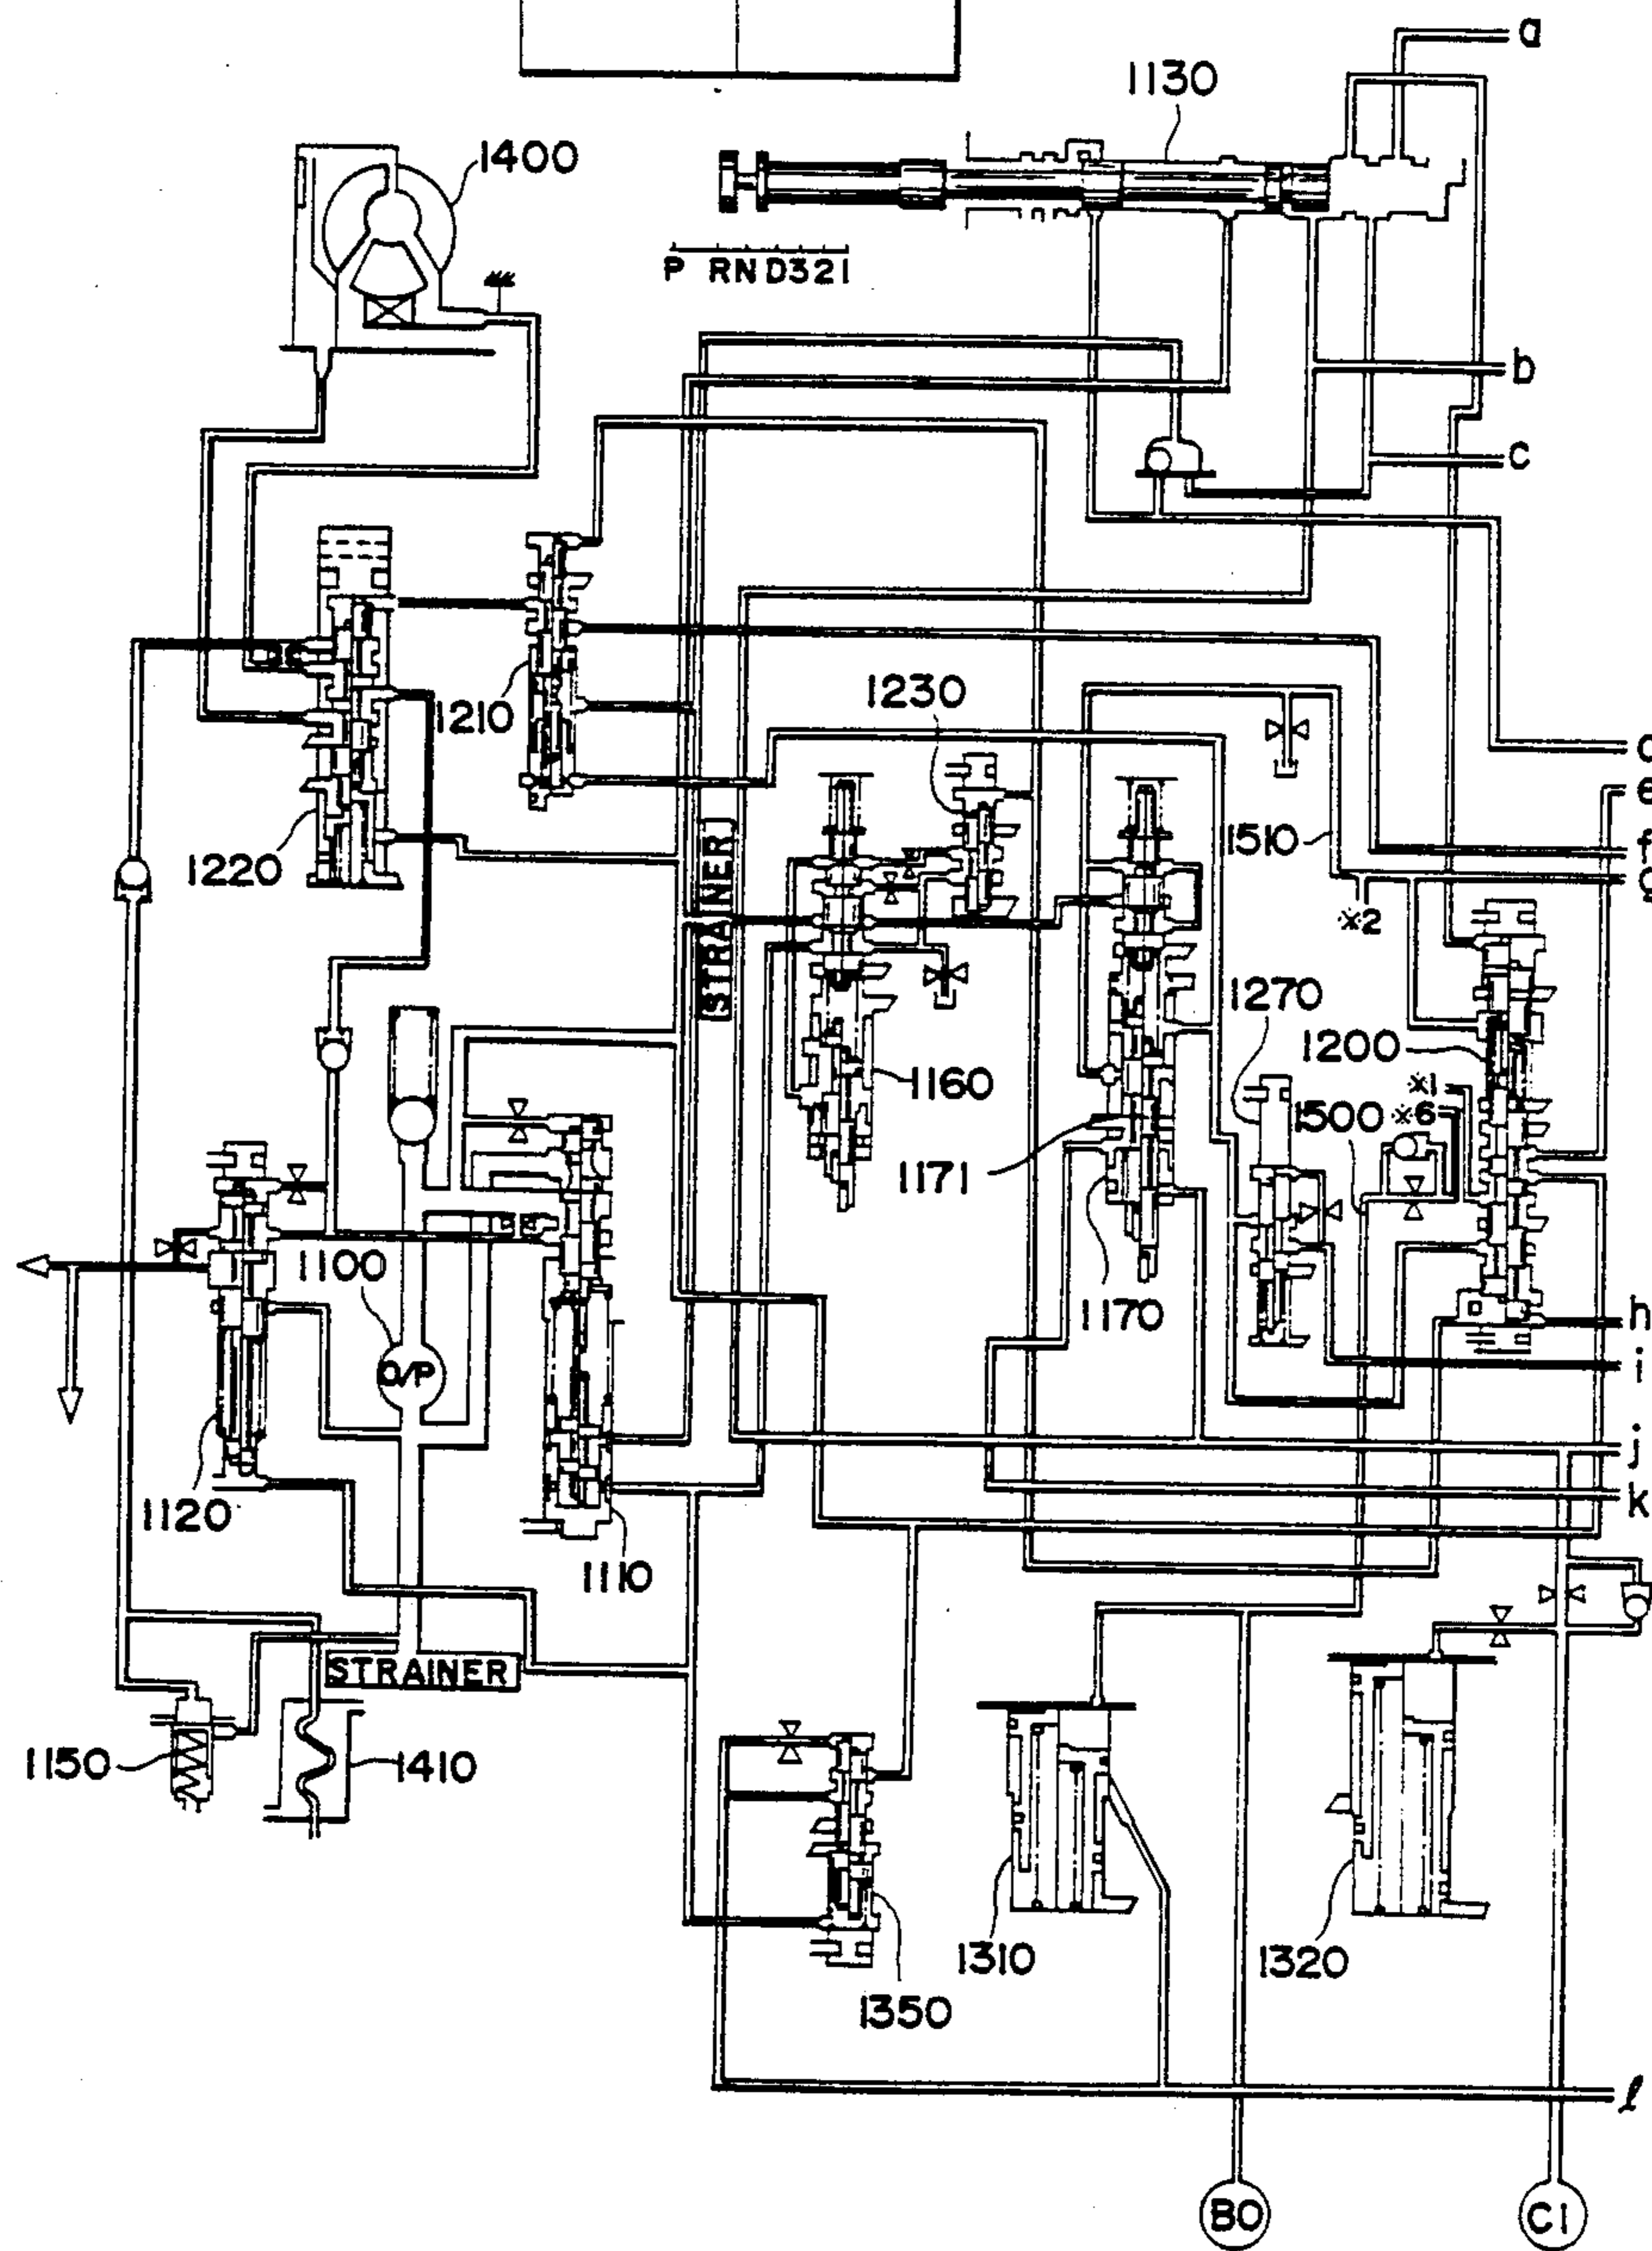 a
1130
1400
P RND321
b
c
1230
1210
d
e
1220
STRAINER
1510
f
g
※2
1270
1200
1160
※1
1500 ※6
1171
1100
O/P
1170
h
i
j
k
1120
1110
STRAINER
1150
1410
1310
1320
1350
l
B0
C1